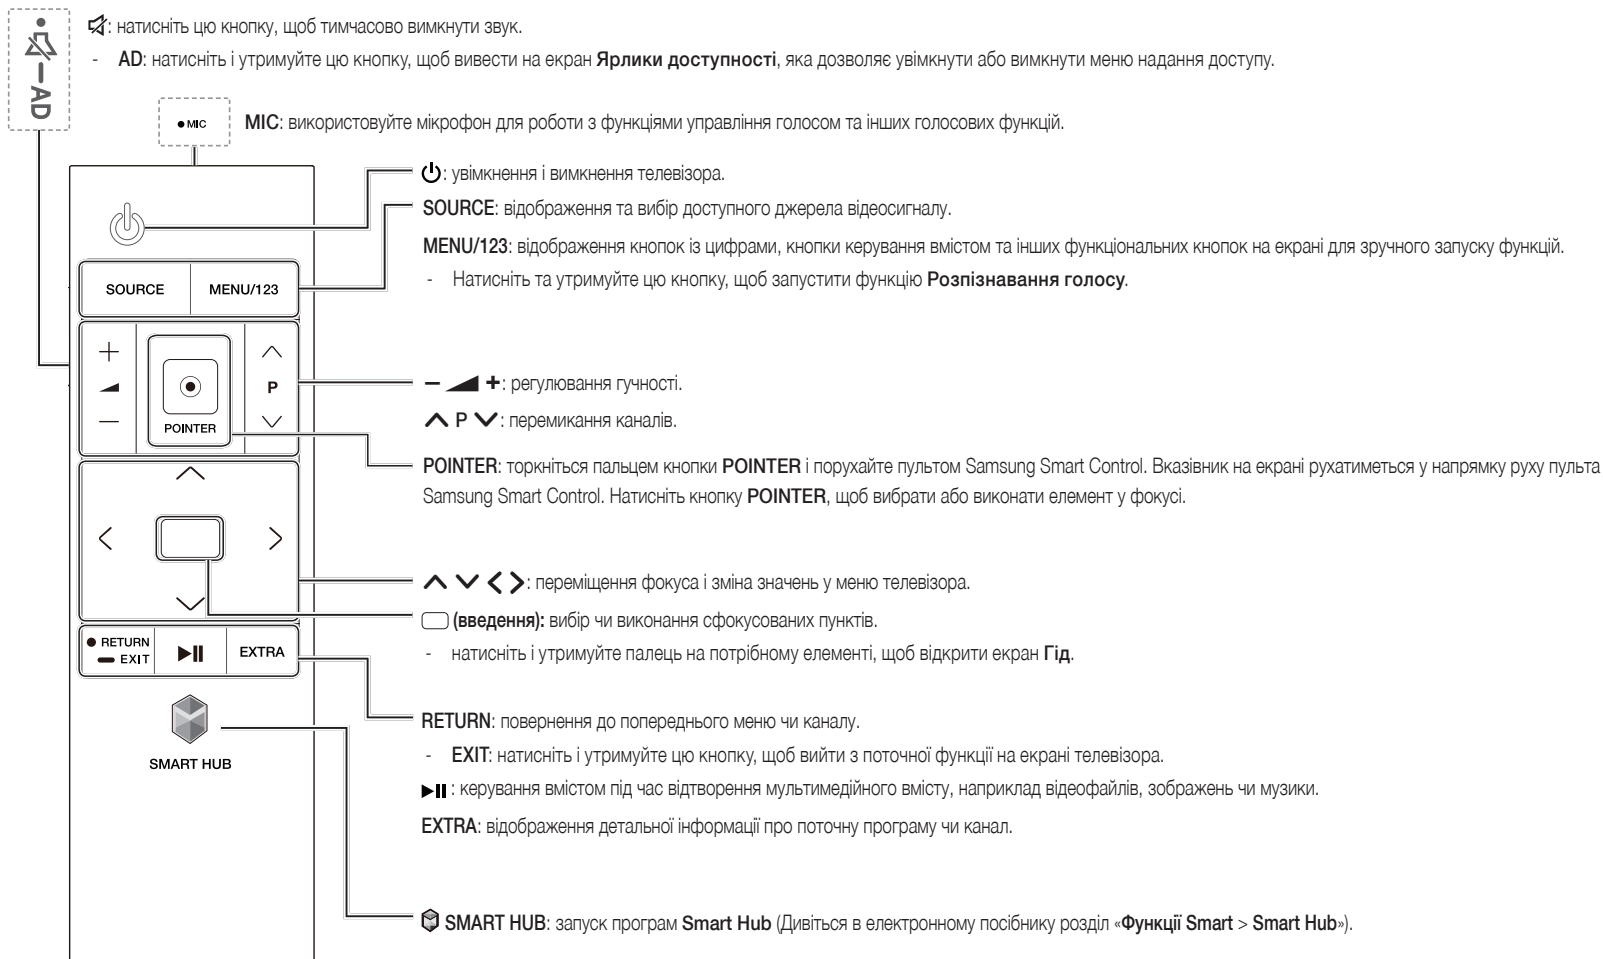 : натисніть цю кнопку, щоб тимчасово вимкнути звук.
- AD: натисніть і утримуйте цю кнопку, щоб вивести на екран Ярлики доступності, яка дозволяє увімкнути або вимкнути меню надання доступу.
AD
MIC
MIC: використовуйте мікрофон для роботи з функціями управління голосом та інших голосових функцій.
: увімкнення і вимкнення телевізора.
SOURCE: відображення та вибір доступного джерела відеосигналу.
MENU/123: відображення кнопок із цифрами, кнопки керування вмістом та інших функціональних кнопок на екрані для зручного запуску функцій.
- Натисніть та утримуйте цю кнопку, щоб запустити функцію Розпізнавання голосу.
SOURCE
MENU/123
+
P
−
POINTER
− +: регулювання гучності.
P : перемикання каналів.
POINTER: торкніться пальцем кнопки POINTER і порухайте пультом Samsung Smart Control. Вказівник на екрані рухатиметься у напрямку руху пульта
Samsung Smart Control. Натисніть кнопку POINTER, щоб вибрати або виконати елемент у фокусі.
: переміщення фокуса і зміна значень у меню телевізора.
(введення): вибір чи виконання сфокусованих пунктів.
- натисніть і утримуйте палець на потрібному елементі, щоб відкрити екран Гід.
RETURN
EXIT
EXTRA
RETURN: повернення до попереднього меню чи каналу.
- EXIT: натисніть і утримуйте цю кнопку, щоб вийти з поточної функції на екрані телевізора.
: керування вмістом під час відтворення мультимедійного вмісту, наприклад відеофайлів, зображень чи музики.
EXTRA: відображення детальної інформації про поточну програму чи канал.
SMART HUB
SMART HUB: запуск програм Smart Hub (Дивіться в електронному посібнику розділ «Функції Smart > Smart Hub»).